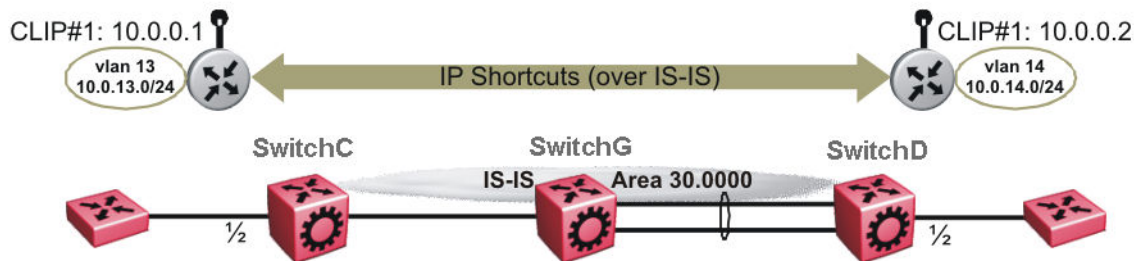 CLIP#1: 10.0.0.1
CLIP#1: 10.0.0.2
vlan 13
10.0.13.0/24
IP Shortcuts (over IS-IS)
vlan 14
10.0.14.0/24
SwitchC
SwitchG
SwitchD
IS-IS Area 30.0000
½
½